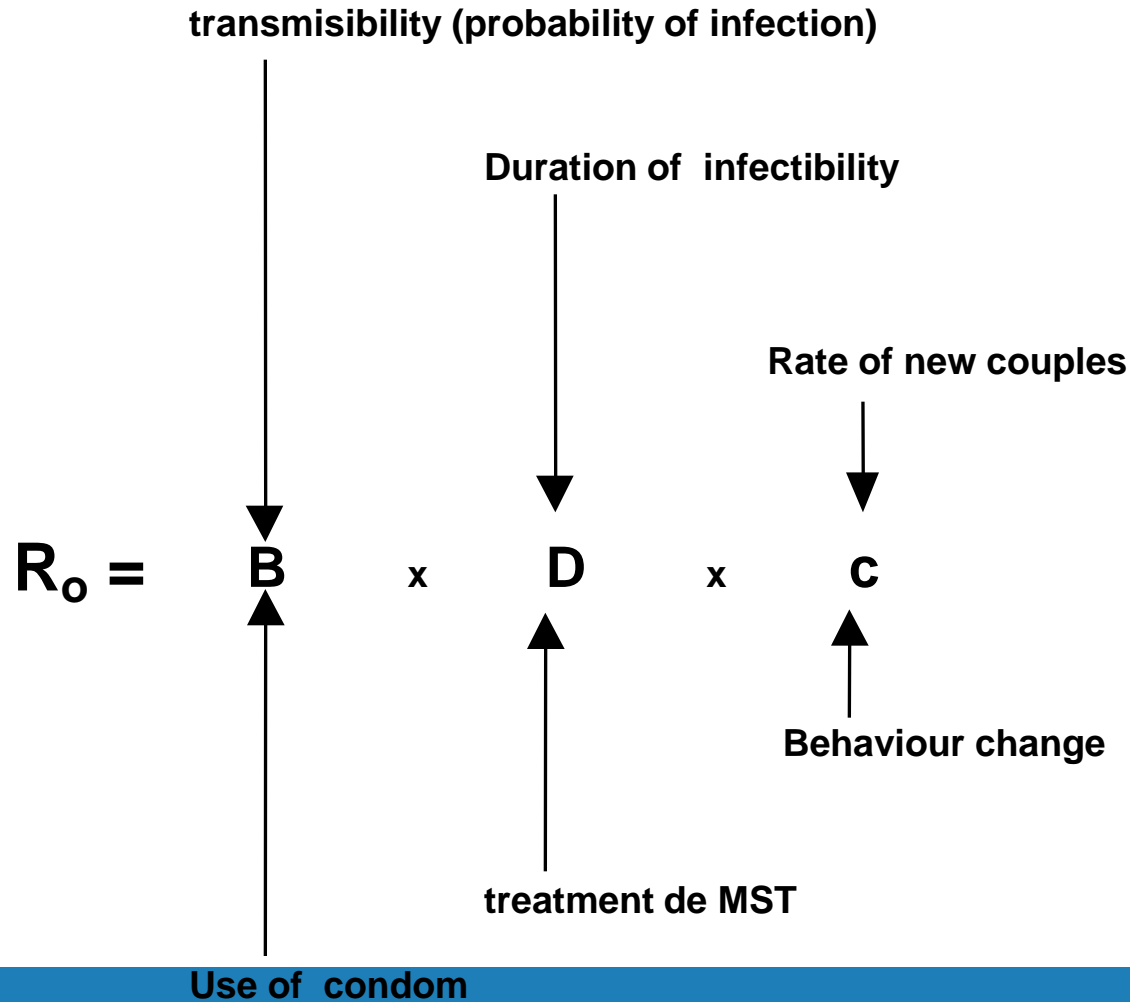 transmisibility (probability of infection)
Duration of infectibility
Rate of new couples
Ro = B x D x c
Behaviour change
treatment de MST
Use of condom